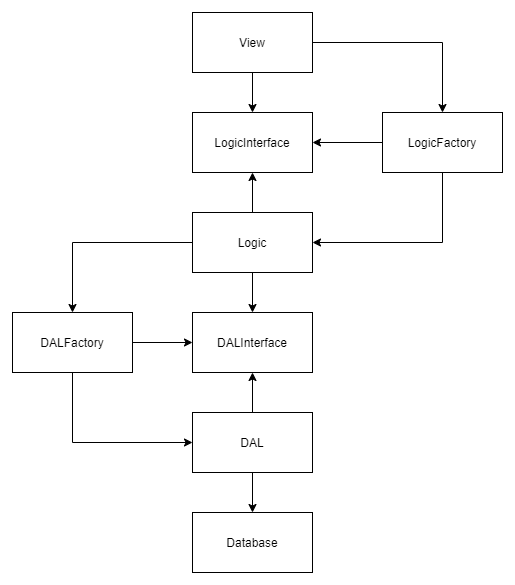 View
LogicInterface
LogicFactory
Logic
DALFactory
DALInterface
DAL
Database